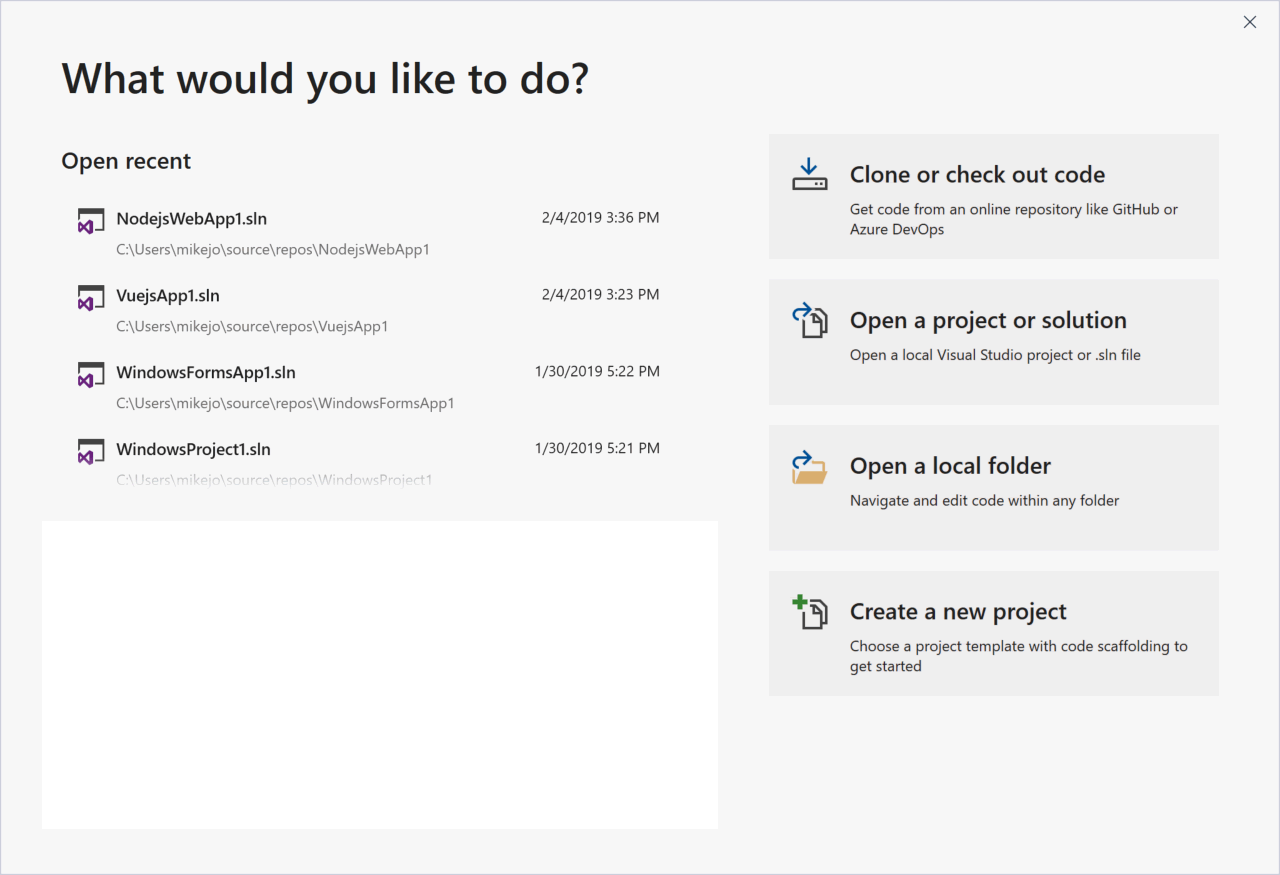 What would you like to do?
Open recent
NodejsWebApp1.sln 2/4/2019 3:36 PM
C:\Users\mikejo\source\repos\NodejsWebApp1
VuejsApp1.sln 2/4/2019 3:23 PM
C:\Users\mikejo\source\repos\VuejsApp1
WindowsFormsApp1.sln 1/30/2019 5:22 PM
C:\Users\mikejo\source\repos\WindowsFormsApp1
WindowsProject1.sln 1/30/2019 5:21 PM
C:\Users\mikejo\source\repos\WindowsProject1
Clone or check out code
Get code from an online repository like GitHub or
Azure DevOps
Open a project or solution
Open a local Visual Studio project or .sln file
Open a local folder
Navigate and edit code within any folder
Create a new project
Choose a project template with code scaffolding to
get started